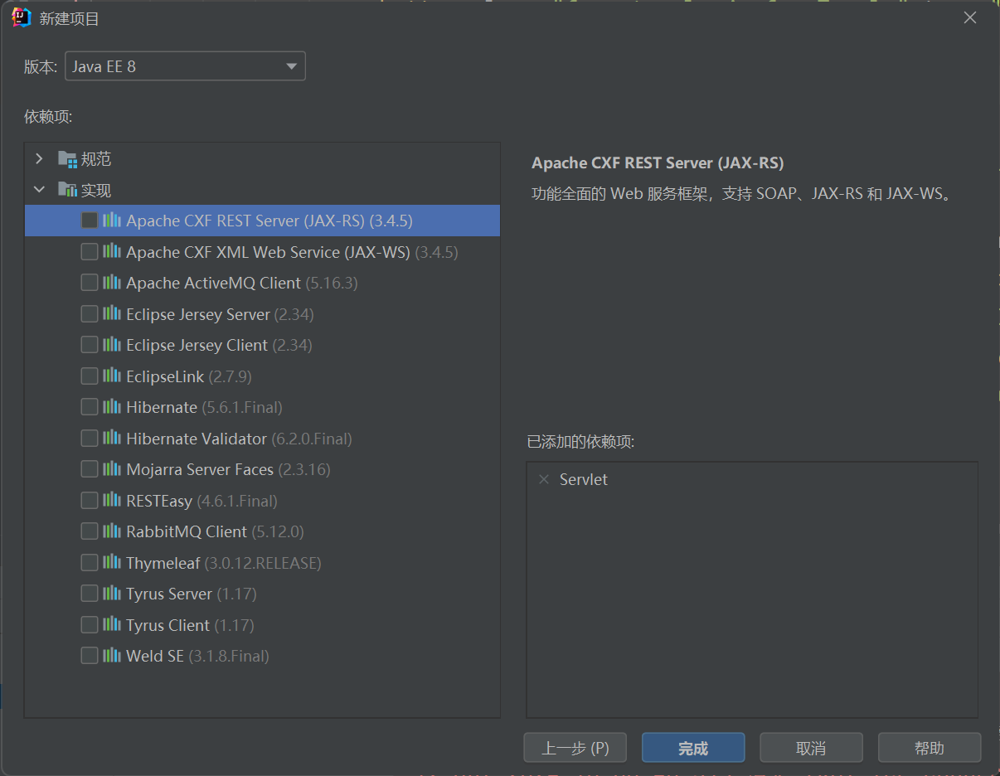 新建项目
版本: Java EE 8
依赖项:
规范
实现
Apache CXF REST Server (JAX-RS) (3.4.5)
Apache CXF XML Web Service (JAX-WS) (3.4.5)
Apache ActiveMQ Client (5.16.3)
Eclipse Jersey Server (2.34)
Eclipse Jersey Client (2.34)
EclipseLink (2.7.9)
Hibernate (5.6.1.Final)
Hibernate Validator (6.2.0.Final)
Mojarra Server Faces (2.3.16)
RESTEasy (4.6.1.Final)
RabbitMQ Client (5.12.0)
Thymeleaf (3.0.12.RELEASE)
Tyrus Server (1.17)
Tyrus Client (1.17)
Weld SE (3.1.8.Final)
Apache CXF REST Server (JAX-RS)
功能全面的 Web 服务框架，支持 SOAP、JAX-RS 和 JAX-WS。
已添加的依赖项:
Servlet
上一步 (P)
完成
取消
帮助